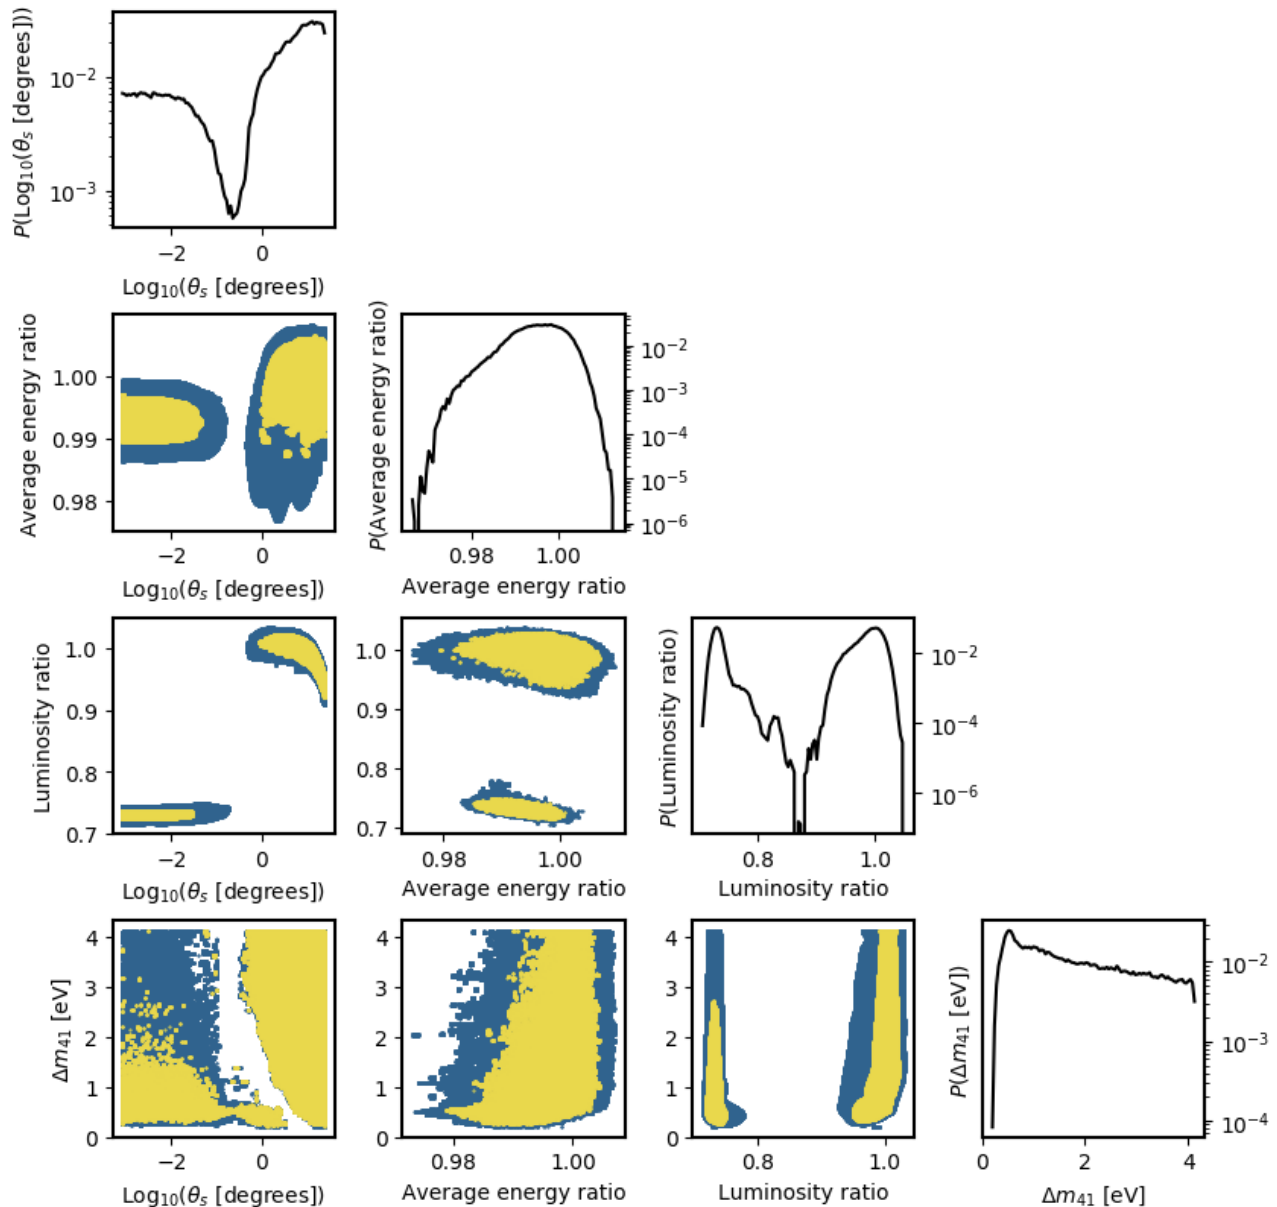 P(Log₁₀(θₛ [degrees]))
10⁻²
10⁻³
−2 0
Log₁₀(θₛ [degrees])
Average energy ratio
1.00
0.99
0.98
−2 0
Log₁₀(θₛ [degrees])
P(Average energy ratio)
10⁻²
10⁻³
10⁻⁴
10⁻⁵
10⁻⁶
0.98 1.00
Average energy ratio
Luminosity ratio
1.0
0.9
0.8
0.7
−2 0
Log₁₀(θₛ [degrees])
1.0
0.9
0.8
0.7
0.98 1.00
Average energy ratio
P(Luminosity ratio)
10⁻²
10⁻⁴
10⁻⁶
0.8 1.0
Luminosity ratio
Δm₄₁ [eV]
4
3
2
1
0
−2 0
Log₁₀(θₛ [degrees])
4
3
2
1
0
0.98 1.00
Average energy ratio
4
3
2
1
0
0.8 1.0
Luminosity ratio
P(Δm₄₁ [eV])
10⁻²
10⁻³
10⁻⁴
0 2 4
Δm₄₁ [eV]